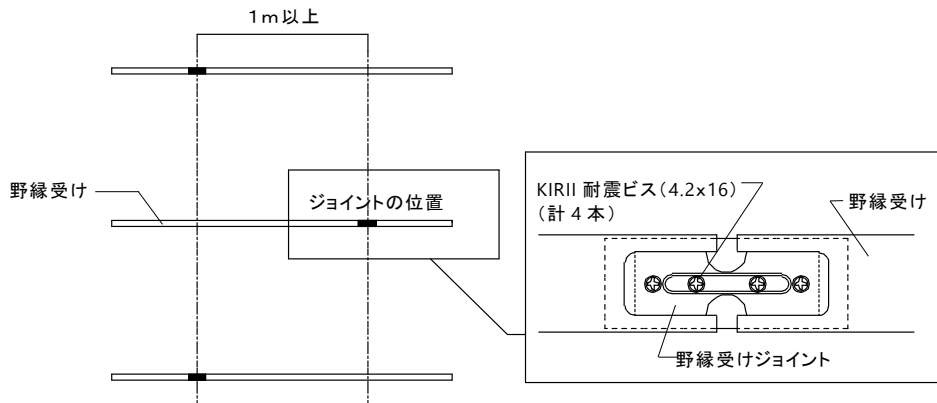 1m以上
野縁受け
ジョイントの位置
KIRII 耐震ビス(4.2x16)
(計4本)
野縁受け
野縁受けジョイント